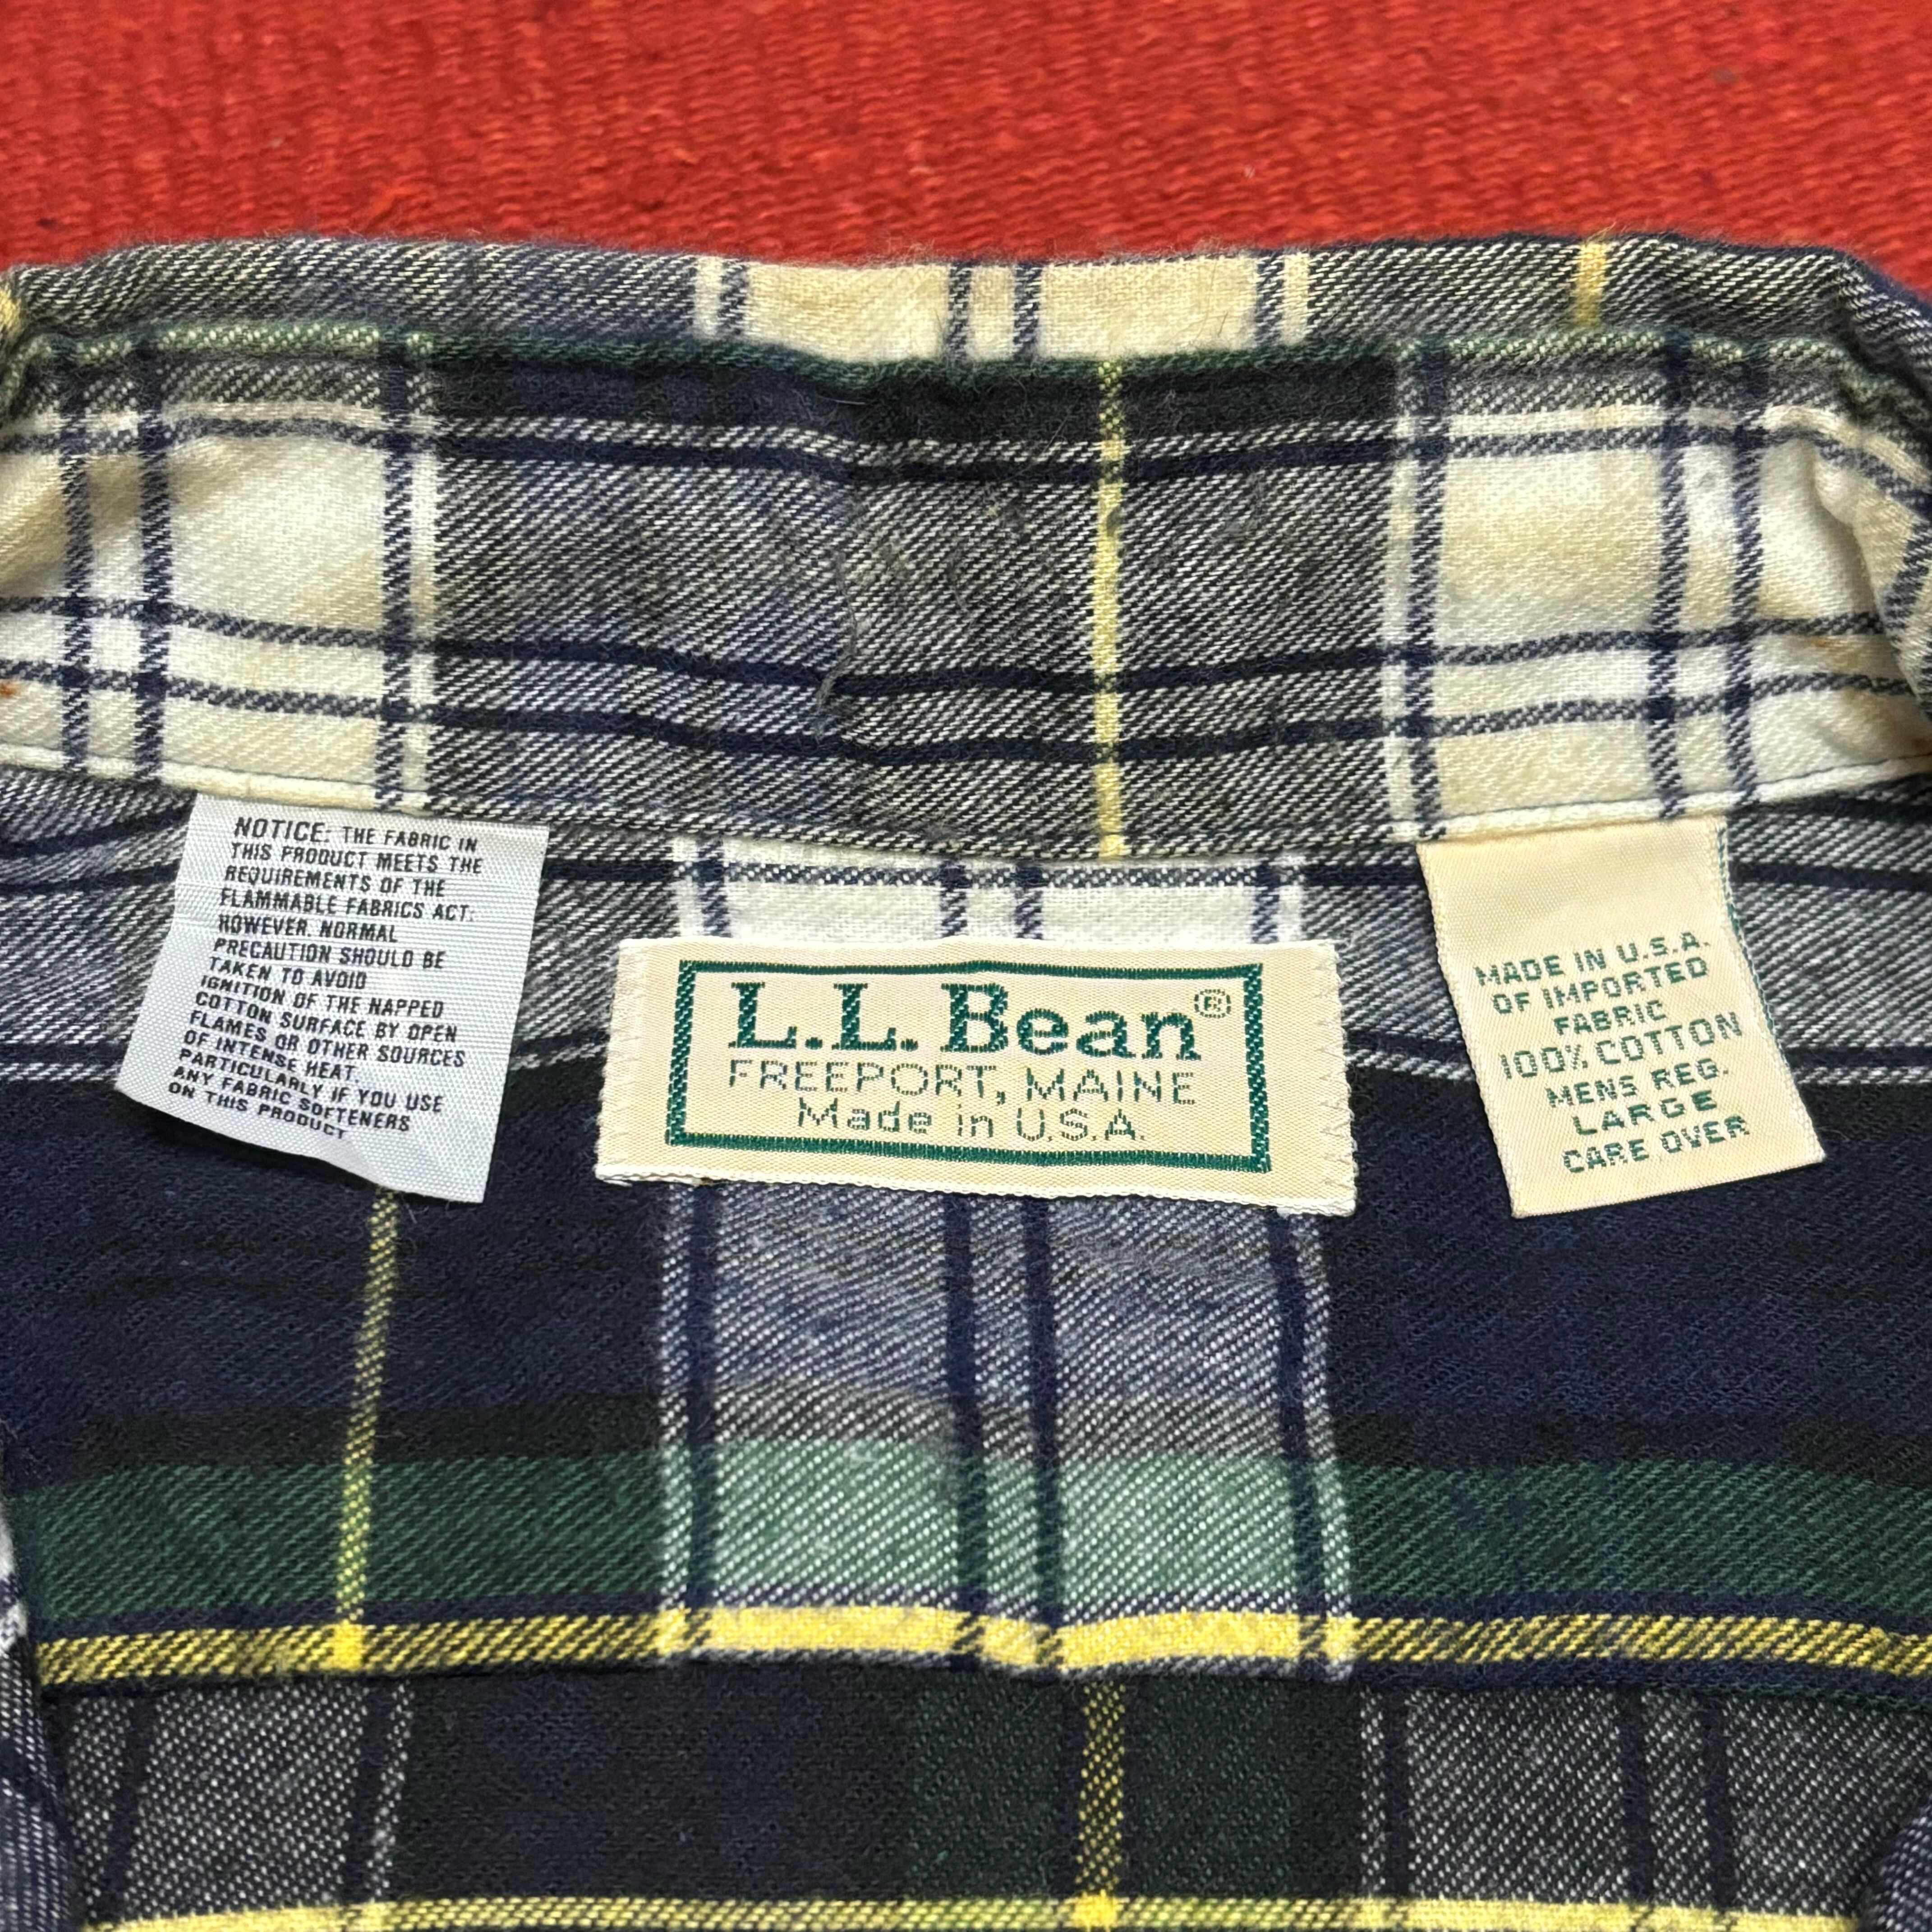 NOTICE: THE FABRIC IN
THIS PRODUCT MEETS THE
REQUIREMENTS OF THE
FLAMMABLE FABRICS ACT;
HOWEVER, NORMAL
PRECAUTION SHOULD BE
TAKEN TO AVOID
IGNITION OF THE NAPPED
COTTON SURFACE BY OPEN
FLAMES OR OTHER SOURCES
OF INTENSE HEAT,
PARTICULARLY IF YOU USE
ANY FABRIC SOFTENERS
ON THIS PRODUCT
L.L. Bean®
FREEPORT, MAINE
Made in U.S.A.
MADE IN U.S.A.
OF IMPORTED
FABRIC
100% COTTON
MENS REG.
LARGE
CARE OVER